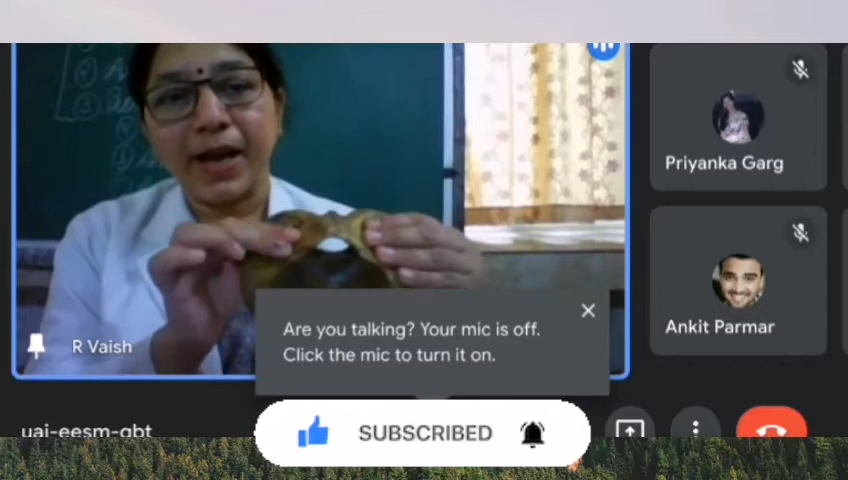 Priyanka Garg
Ankit Parmar
Are you talking? Your mic is off.
Click the mic to turn it on.
R Vaish
uai-eesm-qbt
SUBSCRIBED